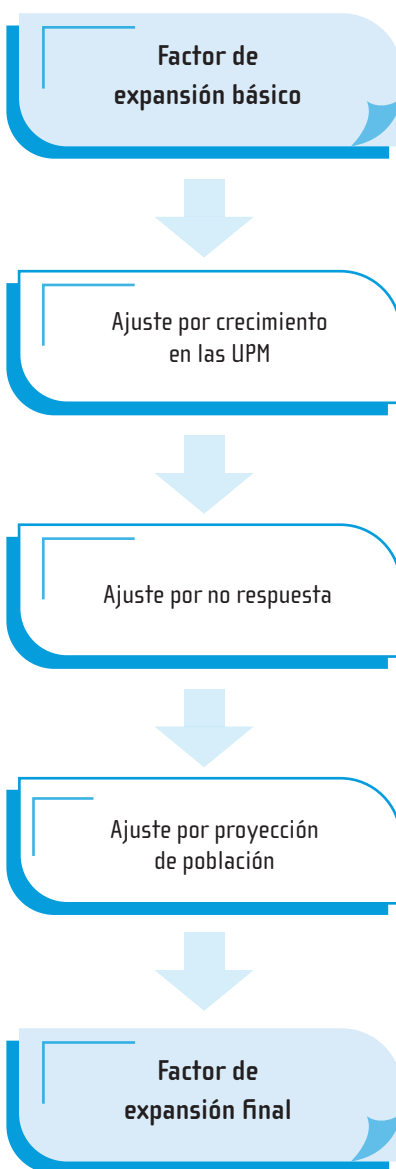 Factor de
expansión básico
Ajuste por crecimiento
en las UPM
Ajuste por no respuesta
Ajuste por proyección
de población
Factor de
expansión final